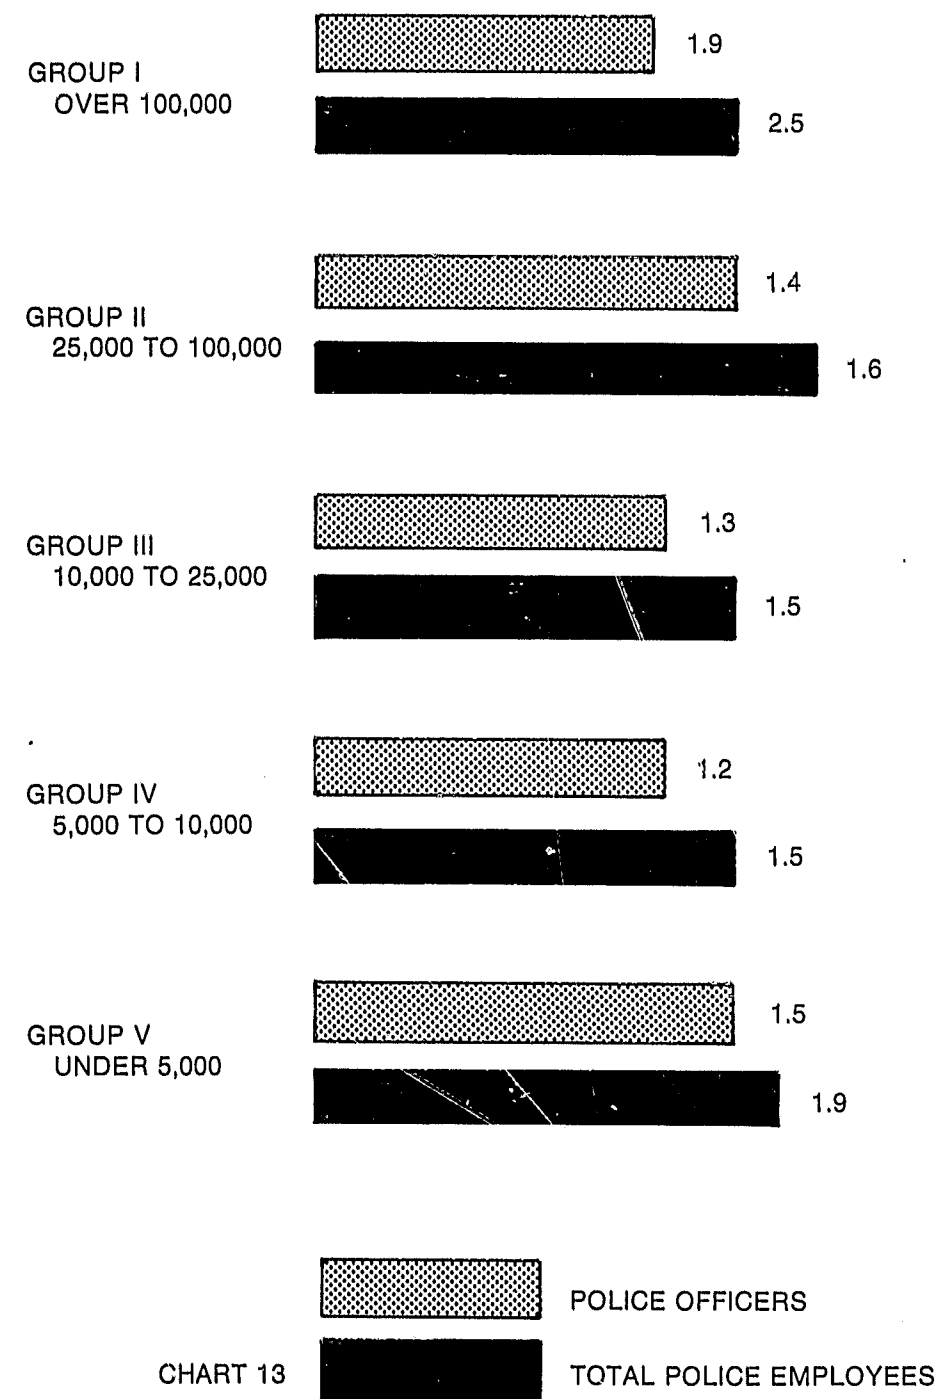 1.9
GROUP I
OVER 100,000
2.5
1.4
GROUP II
25,000 TO 100,000
1.6
1.3
GROUP III
10,000 TO 25,000
1.5
1.2
GROUP IV
5,000 TO 10,000
1.5
1.5
GROUP V
UNDER 5,000
1.9
POLICE OFFICERS
CHART 13
TOTAL POLICE EMPLOYEES